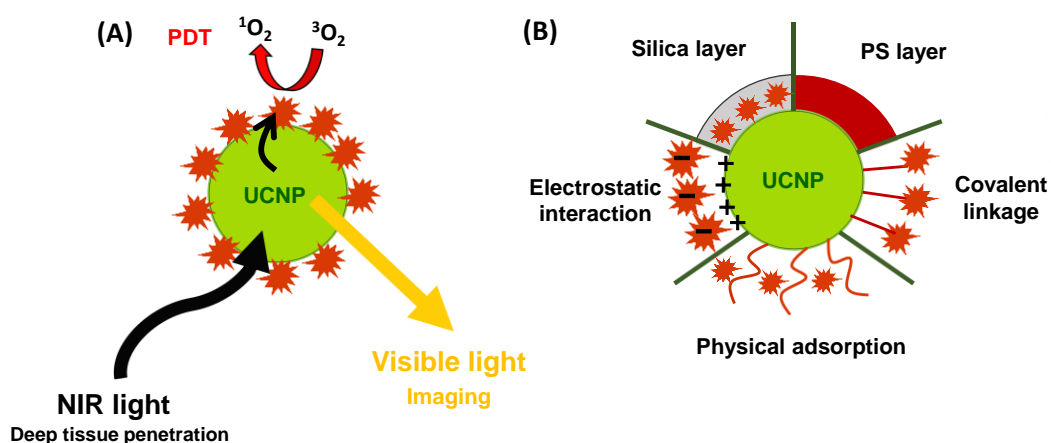 (A)
PDT
¹O₂
³O₂
UCNP
Visible light
Imaging
NIR light
Deep tissue penetration
(B)
Silica layer
PS layer
UCNP
Electrostatic
interaction
- - -
+ + + +
Covalent
linkage
Physical adsorption